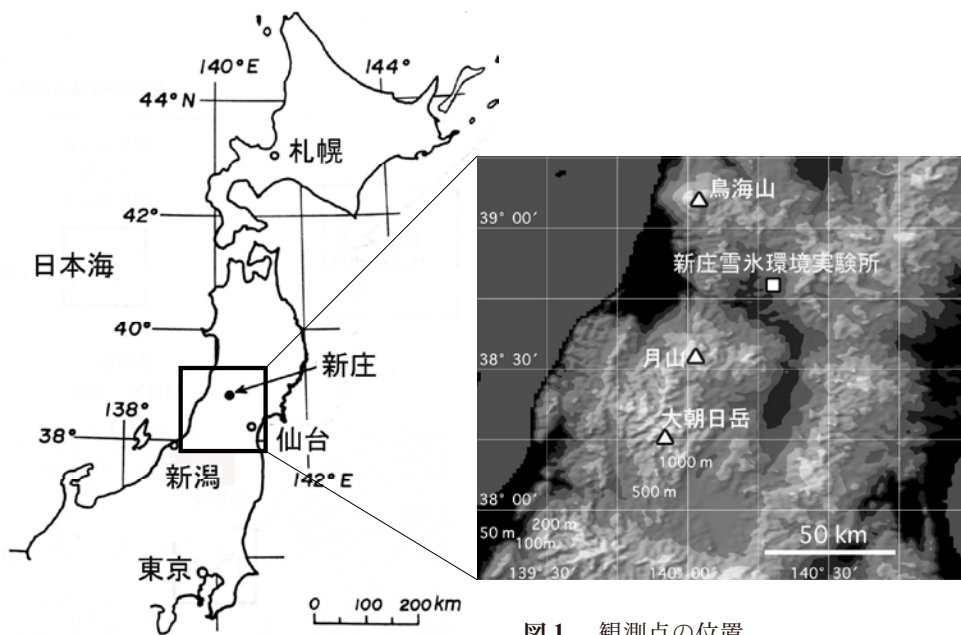 140°E
144°
44°N
札幌
42°
日本海
40°
新庄
138°
38°
仙台
新潟
142°E
東京
0 100 200km
鳥海山
39° 00′
新庄雪氷環境実験所
38° 30′
月山
大朝日岳
1000 m
500 m
38° 00′
200 m
50 m
100m
50 km
139° 30′
140° 00′
140° 30′
図1 観測点の位置